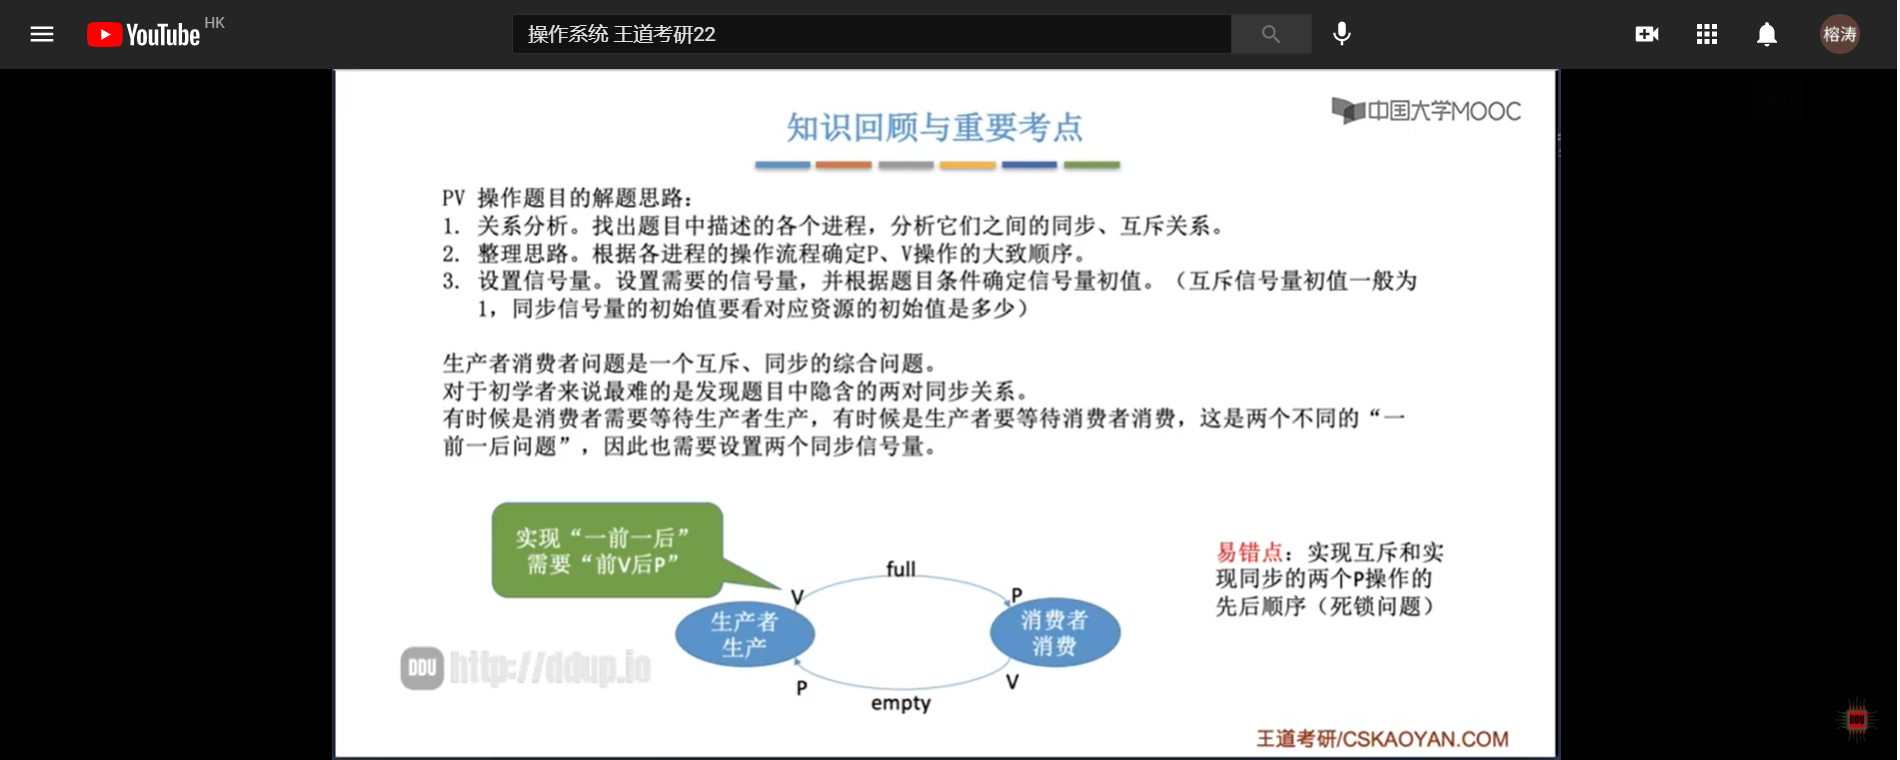 YouTube HK
操作系统 王道考研22
榕涛
中国大学MOOC
知识回顾与重要考点
PV 操作题目的解题思路：
1. 关系分析。找出题目中描述的各个进程，分析它们之间的同步、互斥关系。
2. 整理思路。根据各进程的操作流程确定P、V操作的大致顺序。
3. 设置信号量。设置需要的信号量，并根据题目条件确定信号量初值。（互斥信号量初值一般为
1，同步信号量的初始值要看对应资源的初始值是多少）
生产者消费者问题是一个互斥、同步的综合问题。
对于初学者来说最难的是发现题目中隐含的两对同步关系。
有时候是消费者需要等待生产者生产，有时候是生产者要等待消费者消费，这是两个不同的“一
前一后问题”，因此也需要设置两个同步信号量。
实现“一前一后”
需要“前V后P”
full
V
P
生产者
生产
消费者
消费
P
V
empty
易错点：实现互斥和实
现同步的两个P操作的
先后顺序（死锁问题）
DDU http://ddup.io
DDU
王道考研/CSKAOYAN.COM